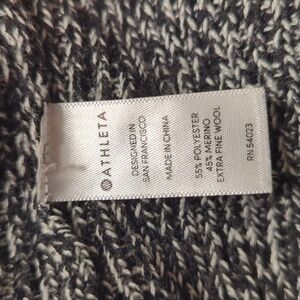 ATHLETA
DESIGNED IN
SAN FRANCISCO
MADE IN CHINA
55% POLYESTER
45% MERINO
EXTRA FINE WOOL
RN 54023